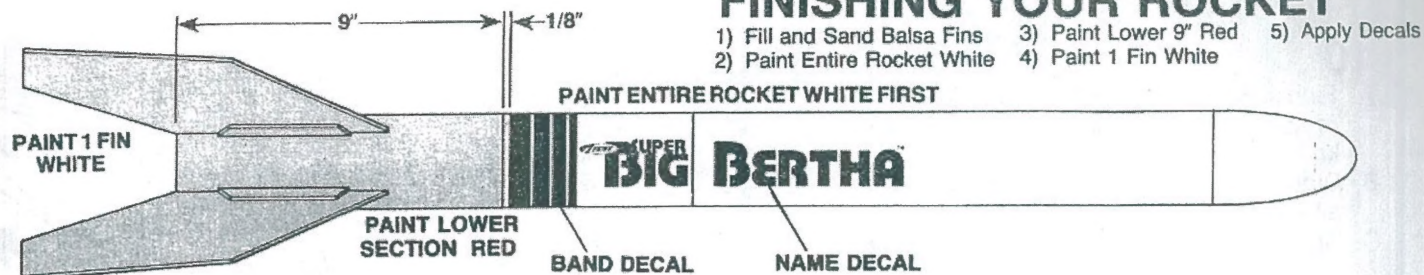 FINISHING YOUR ROCKET
1) Fill and Sand Balsa Fins
2) Paint Entire Rocket White
3) Paint Lower 9" Red
4) Paint 1 Fin White
5) Apply Decals
9"
1/8"
PAINT ENTIRE ROCKET WHITE FIRST
PAINT 1 FIN
WHITE
SUPER
BIG BERTHA
PAINT LOWER
SECTION RED
BAND DECAL
NAME DECAL